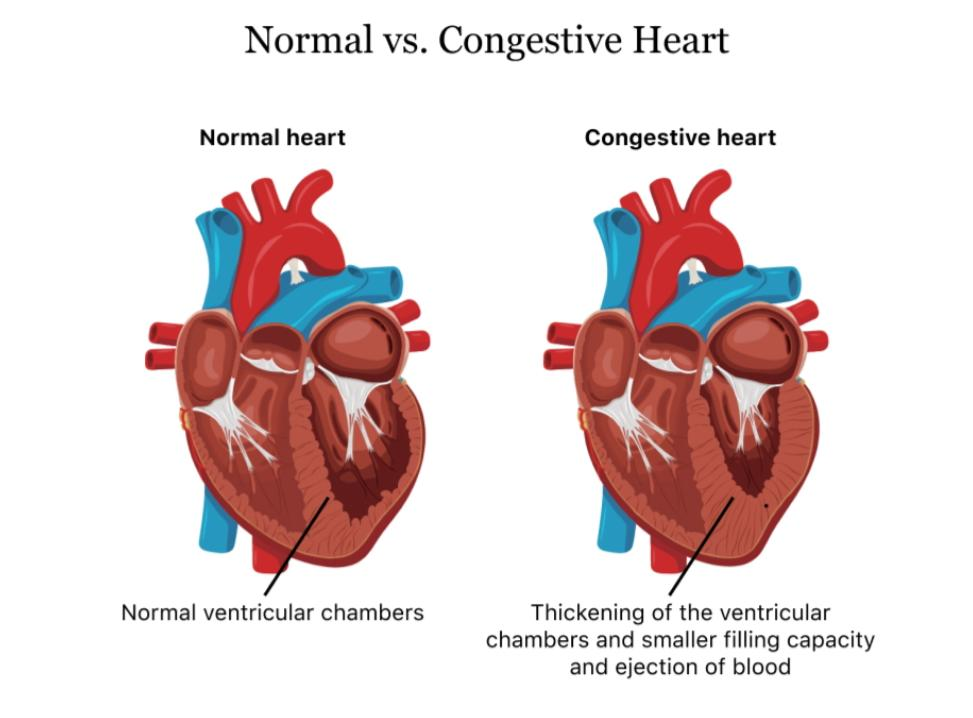 Normal vs. Congestive Heart
Normal heart
Congestive heart
Normal ventricular chambers
Thickening of the ventricular
chambers and smaller filling capacity
and ejection of blood